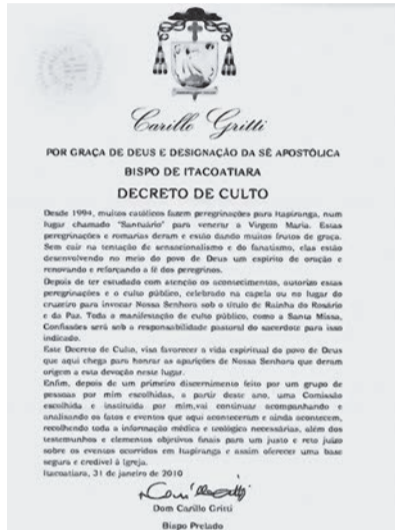 Carillo Gritti
POR GRAÇA DE DEUS E DESIGNAÇÃO DA SÉ APOSTÓLICA
BISPO DE ITACOATIARA
DECRETO DE CULTO
Desde 1994, muitos católicos fazem peregrinações para Itapiranga, num
lugar chamado "Santuário" para venerar a Virgem Maria. Estas
peregrinações e romarias deram e estão dando muitos frutos de graça.
Sem cair na tentação de sensacionalismo e do fanatismo, elas estão
desenvolvendo no meio do povo de Deus um espírito de oração e
renovando e reforçando a fé dos peregrinos.
Depois de ter estudado com atenção os acontecimentos, autorizo estas
peregrinações e o culto público, celebrado na capela ou no lugar do
cruzeiro para invocar Nossa Senhora sob o título de Rainha do Rosário
e da Paz. Toda a manifestação de culto público, como a Santa Missa,
Confissões será sob a responsabilidade pastoral do sacerdote para isso
indicado.
Este Decreto de Culto, visa favorecer a vida espiritual do povo de Deus
que aqui chega para honrar as aparições de Nossa Senhora que deram
origem a esta devoção neste lugar.
Enfim, depois de um primeiro discernimento feito por um grupo de
pessoas por mim escolhidas, a partir deste ano, uma Comissão
escolhida e instituída por mim,vai continuar acompanhando e
analisando os fatos e eventos que aqui aconteceram e ainda acontecem,
recolhendo toda a informação médica e teológica necessárias, além dos
testemunhos e elementos objetivos finais para um justo e reto juízo
sobre os eventos ocorridos em Itapiranga e assim oferecer uma base
segura e credível à Igreja.
Itacoatiara, 31 de janeiro de 2010
Dom Carillo Gritti
Bispo Prelado